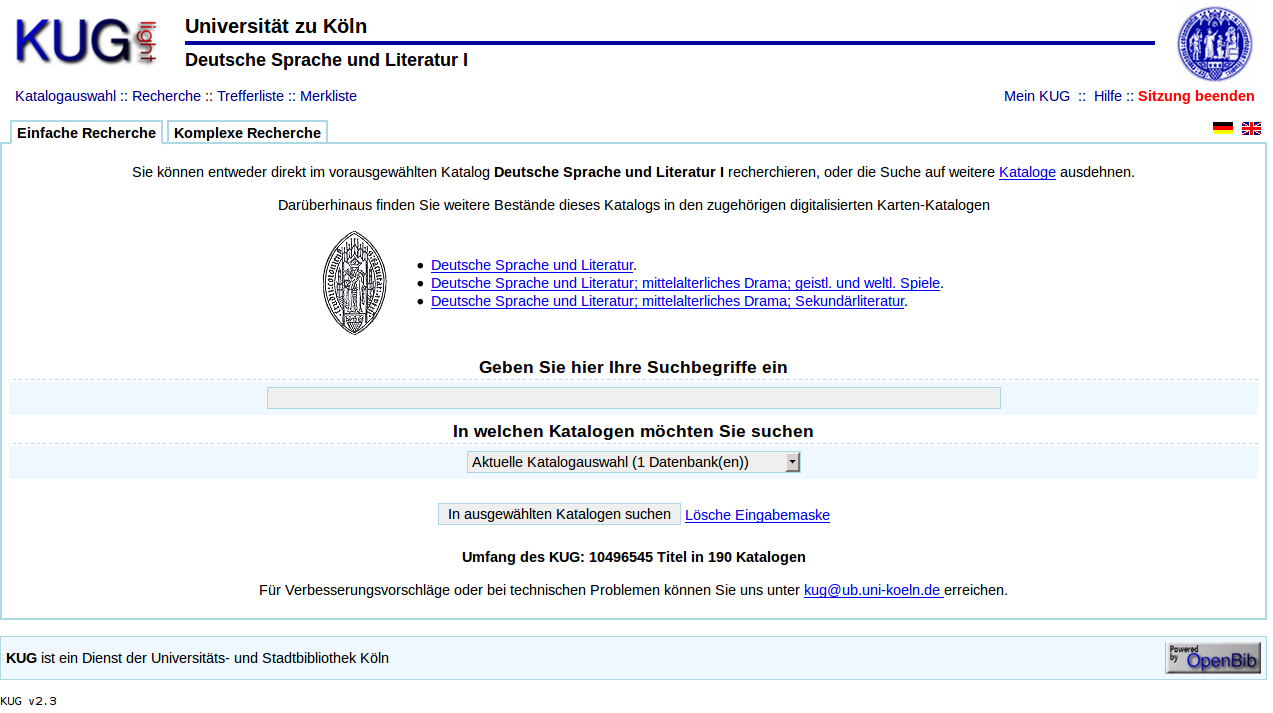 KUG light
Universität zu Köln
Deutsche Sprache und Literatur I
Katalogauswahl :: Recherche :: Trefferliste :: Merkliste
Mein KUG :: Hilfe :: Sitzung beenden
Einfache Recherche
Komplexe Recherche
Sie können entweder direkt im vorausgewählten Katalog Deutsche Sprache und Literatur I recherchieren, oder die Suche auf weitere Kataloge ausdehnen.
Darüberhinaus finden Sie weitere Bestände dieses Katalogs in den zugehörigen digitalisierten Karten-Katalogen
Deutsche Sprache und Literatur.
Deutsche Sprache und Literatur; mittelalterliches Drama; geistl. und weltl. Spiele.
Deutsche Sprache und Literatur; mittelalterliches Drama; Sekundärliteratur.
Geben Sie hier Ihre Suchbegriffe ein
In welchen Katalogen möchten Sie suchen
Aktuelle Katalogauswahl (1 Datenbank(en))
In ausgewählten Katalogen suchen Lösche Eingabemaske
Umfang des KUG: 10496545 Titel in 190 Katalogen
Für Verbesserungsvorschläge oder bei technischen Problemen können Sie uns unter kug@ub.uni-koeln.de erreichen.
KUG ist ein Dienst der Universitäts- und Stadtbibliothek Köln
Powered
by OpenBib
KUG v2.3